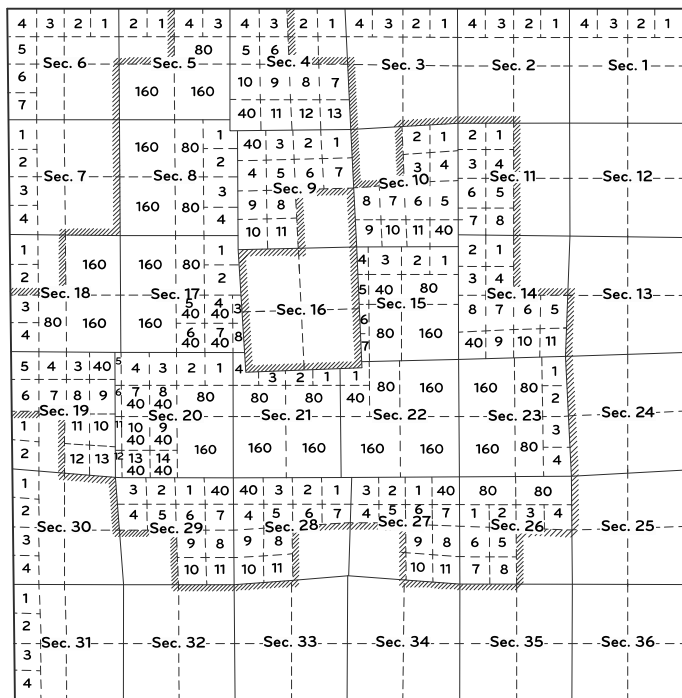 4 3 2 1 2 1 4 3 4 3 2 1 4 3 2 1 4 3 2 1 4 3 2 1
5 80 5 6
Sec. 6 Sec. 5 Sec. 4 Sec. 3 Sec. 2 Sec. 1
6 10 9 8 7
160 160
7 40 11 12 13
1 160 80 1 40 3 2 1 2 1 2 1
2 2 4 5 6 7 3 4 3 4
Sec. 7 Sec. 8 Sec. 9 Sec. 10 Sec. 11 Sec. 12
3 3 9 8 8 7 6 5 6 5
160 80 7 8
4 4 10 11 9 10 11 40
1 160 160 80 1 4 3 2 1 2 1
2 2 3 4
5 40 80
Sec. 18 Sec. 17 Sec. 16 Sec. 15 Sec. 14 Sec. 13
3 5 4 3 8 7 6 5
40 40 6
80 160 160 6 7 8 80 160
4 40 40 7 40 9 10 11
5 4 3 40 5 4 3 2 1 4 3 2 1 1 1
6 7 8 9 6 7 8 80 80 80 40 80 160 160 80 2
40 40
Sec. 19 Sec. 20 Sec. 21 Sec. 22 Sec. 23 Sec. 24
1 11 10 11 10 9 3
40 40
160 160 160 160 160 160 80
2 12 13 12 13 14 4
40 40
1 3 2 1 40 40 3 2 1 3 2 1 40 80 80
2 4 5 6 7 4 5 6 7 4 5 6 7 1 2 3 4
Sec. 30 Sec. 29 Sec. 28 Sec. 27 Sec. 26 Sec. 25
3 9 8 9 8 9 8 6 5
4 10 11 10 11 10 11 7 8
1
2
Sec. 31 Sec. 32 Sec. 33 Sec. 34 Sec. 35 Sec. 36
3
4